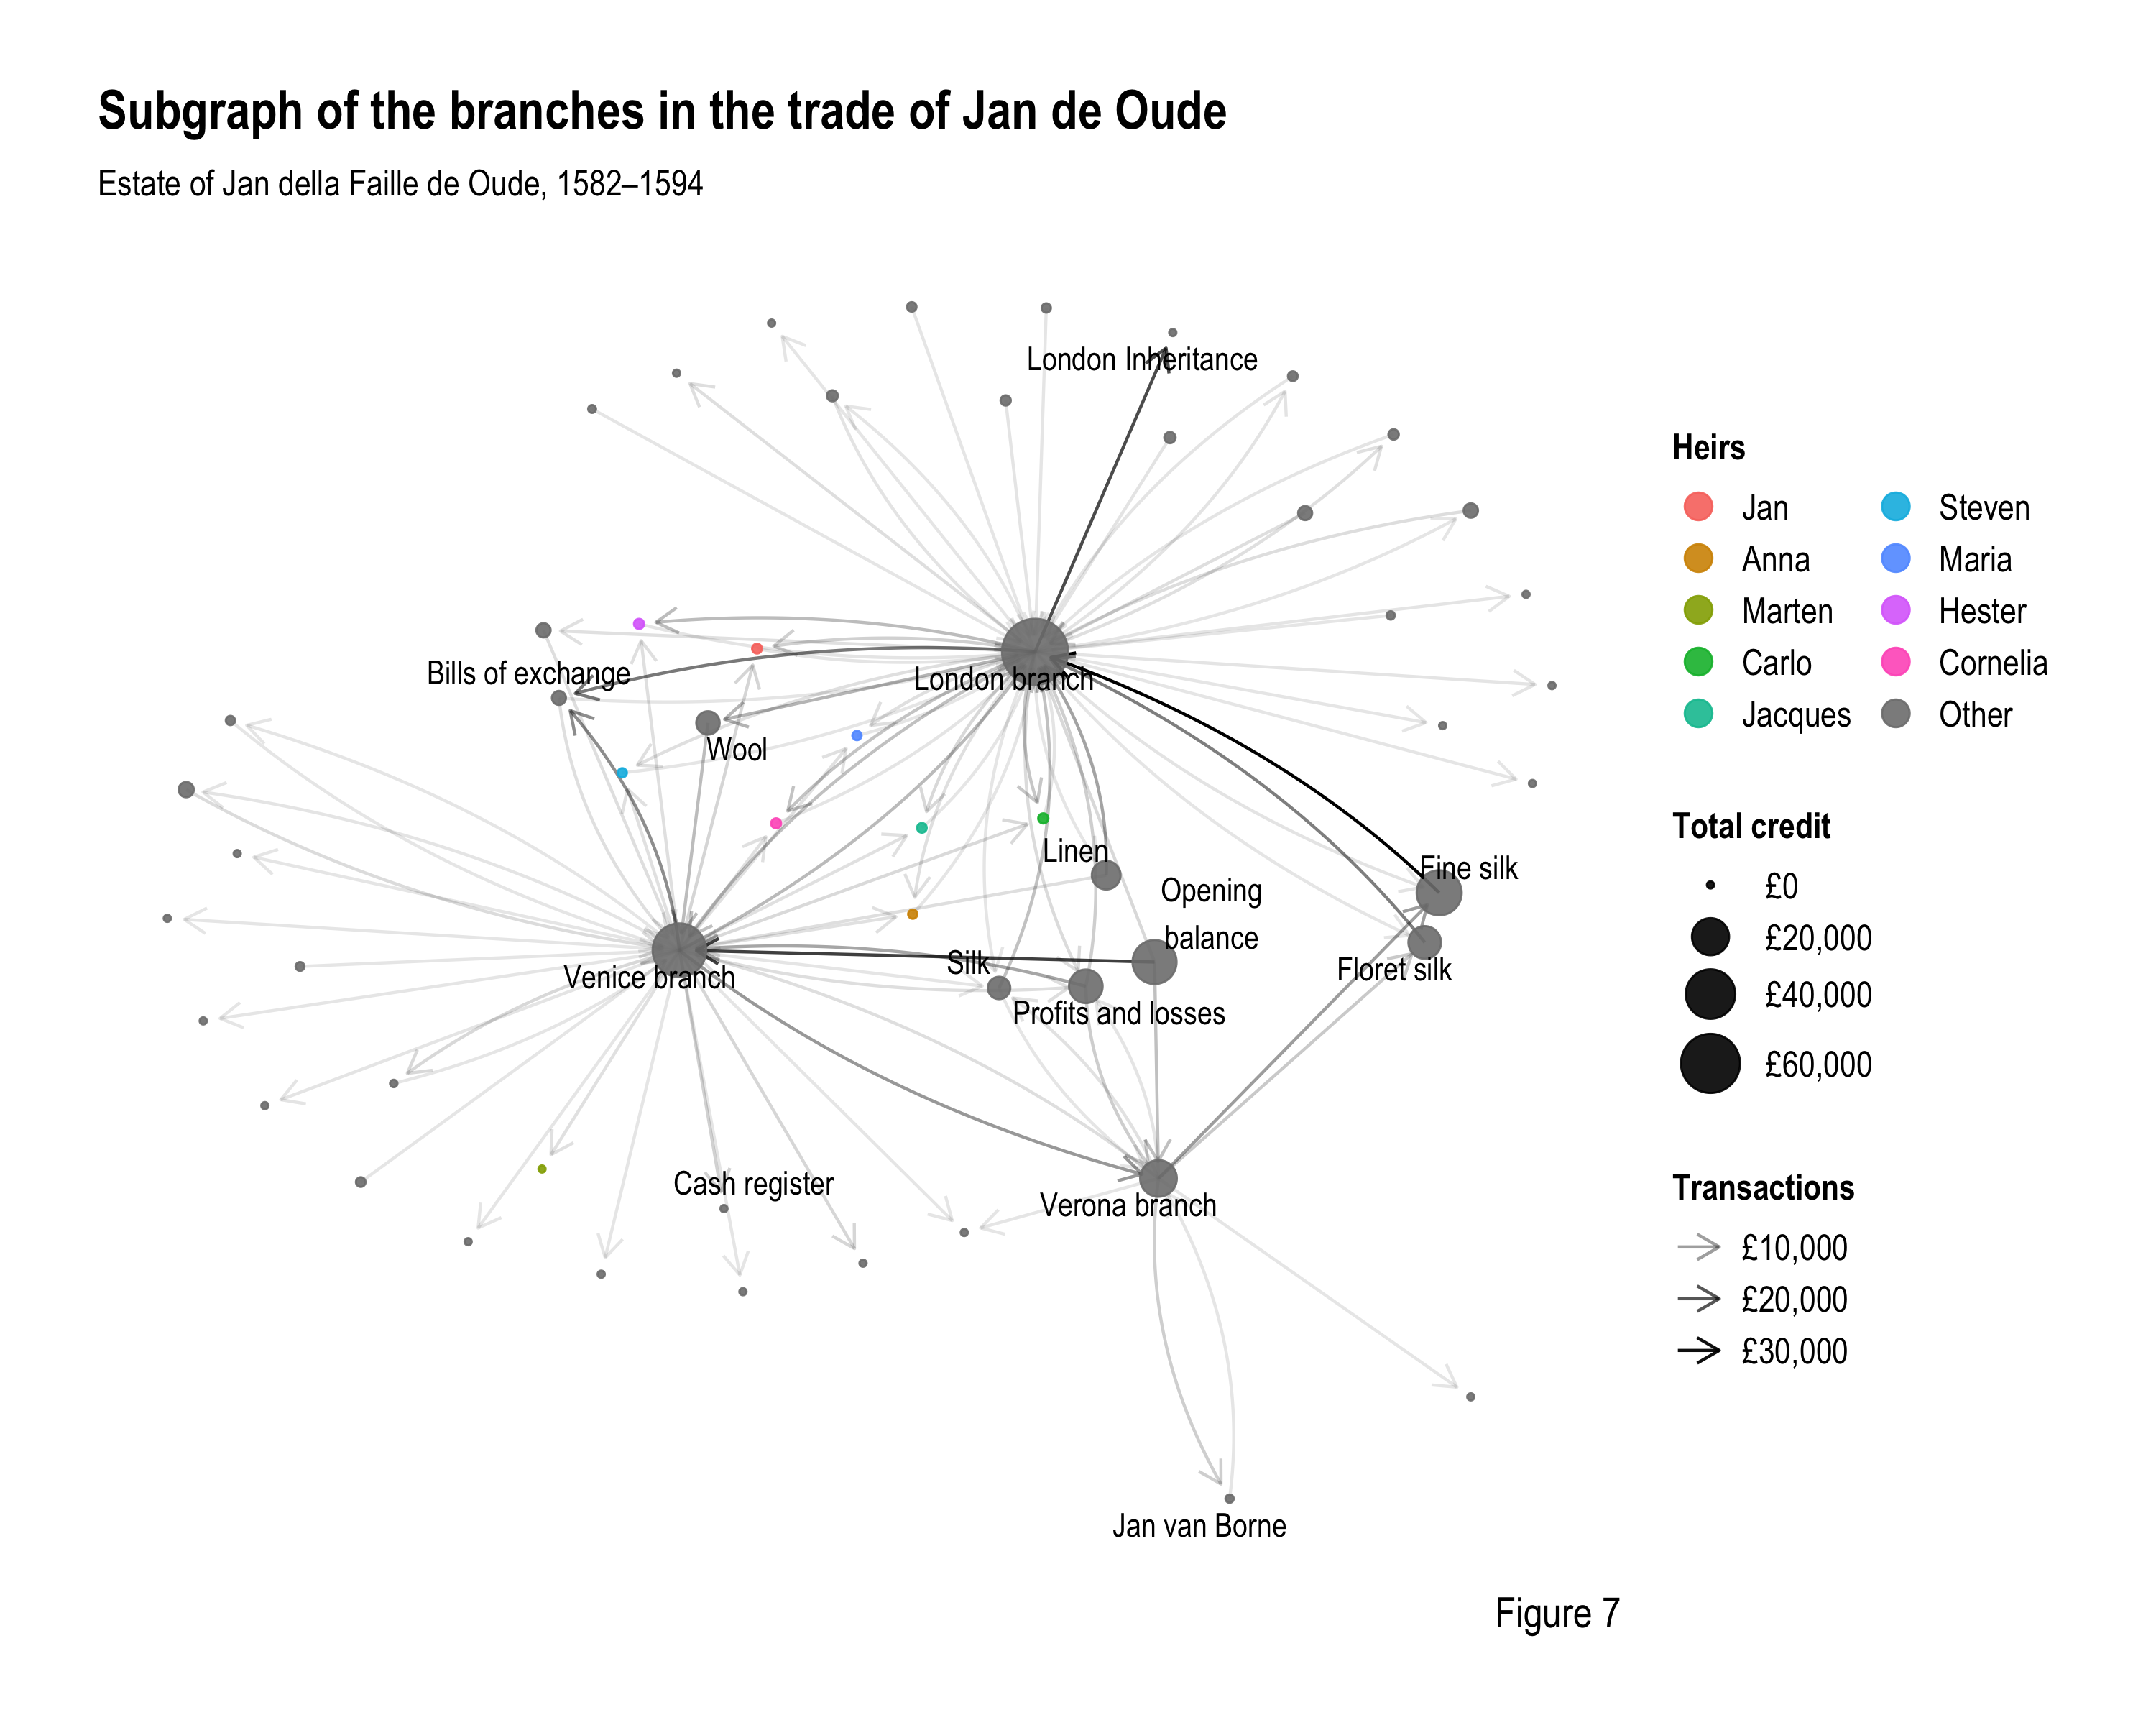 Subgraph of the branches in the trade of Jan de Oude
Estate of Jan della Faille de Oude, 1582–1594
London Inheritance
Bills of exchange
London branch
Wool
Linen
Opening
balance
Fine silk
Floret silk
Silk
Venice branch
Profits and losses
Cash register
Verona branch
Jan van Borne
Heirs
Jan
Steven
Anna
Maria
Marten
Hester
Carlo
Cornelia
Jacques
Other
Total credit
£0
£20,000
£40,000
£60,000
Transactions
£10,000
£20,000
£30,000
Figure 7